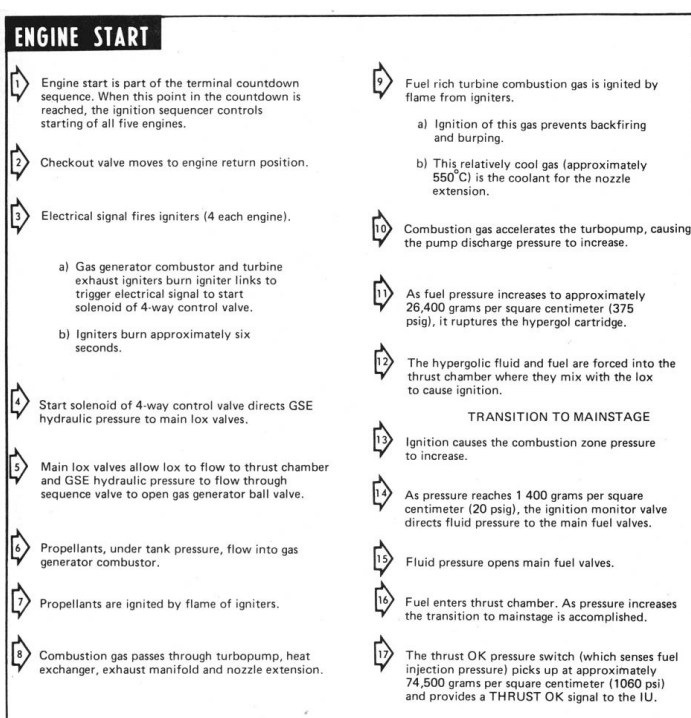 ENGINE START
1
Engine start is part of the terminal countdown
sequence. When this point in the countdown is
reached, the ignition sequencer controls
starting of all five engines.
2
Checkout valve moves to engine return position.
3
Electrical signal fires igniters (4 each engine).
a) Gas generator combustor and turbine
exhaust igniters burn igniter links to
trigger electrical signal to start
solenoid of 4-way control valve.
b) Igniters burn approximately six
seconds.
4
Start solenoid of 4-way control valve directs GSE
hydraulic pressure to main lox valves.
5
Main lox valves allow lox to flow to thrust chamber
and GSE hydraulic pressure to flow through
sequence valve to open gas generator ball valve.
6
Propellants, under tank pressure, flow into gas
generator combustor.
7
Propellants are ignited by flame of igniters.
8
Combustion gas passes through turbopump, heat
exchanger, exhaust manifold and nozzle extension.
9
Fuel rich turbine combustion gas is ignited by
flame from igniters.
a) Ignition of this gas prevents backfiring
and burping.
b) This relatively cool gas (approximately
550°C) is the coolant for the nozzle
extension.
10
Combustion gas accelerates the turbopump, causing
the pump discharge pressure to increase.
11
As fuel pressure increases to approximately
26,400 grams per square centimeter (375
psig), it ruptures the hypergol cartridge.
12
The hypergolic fluid and fuel are forced into the
thrust chamber where they mix with the lox
to cause ignition.
TRANSITION TO MAINSTAGE
13
Ignition causes the combustion zone pressure
to increase.
14
As pressure reaches 1 400 grams per square
centimeter (20 psig), the ignition monitor valve
directs fluid pressure to the main fuel valves.
15
Fluid pressure opens main fuel valves.
16
Fuel enters thrust chamber. As pressure increases
the transition to mainstage is accomplished.
17
The thrust OK pressure switch (which senses fuel
injection pressure) picks up at approximately
74,500 grams per square centimeter (1060 psi)
and provides a THRUST OK signal to the IU.